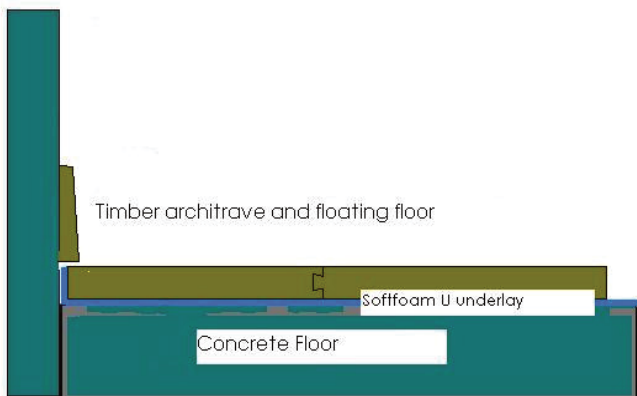 Timber architrave and floating floor
Softfoam U underlay
Concrete Floor